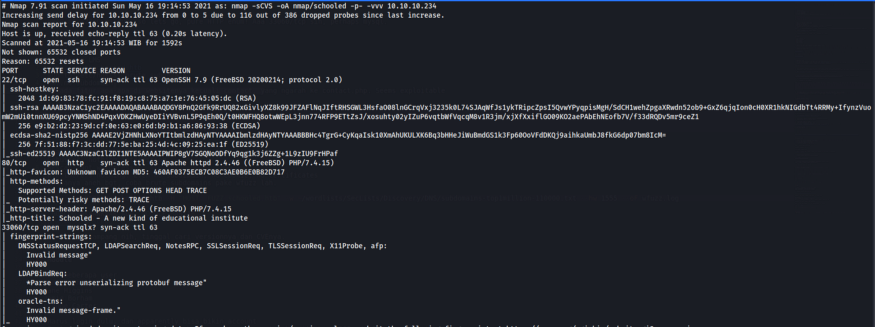 # Nmap 7.91 scan initiated Sun May 16 19:14:53 2021 as: nmap -sCVS -oA nmap/schooled -p- -vvv 10.10.10.234
Increasing send delay for 10.10.10.234 from 0 to 5 due to 116 out of 386 dropped probes since last increase.
Nmap scan report for 10.10.10.234
Host is up, received echo-reply ttl 63 (0.20s latency).
Scanned at 2021-05-16 19:14:53 WIB for 1592s
Not shown: 65532 closed ports
Reason: 65532 resets
PORT STATE SERVICE REASON VERSION
22/tcp open ssh syn-ack ttl 63 OpenSSH 7.9 (FreeBSD 20200214; protocol 2.0)
| ssh-hostkey:
| 2048 1d:69:83:78:fc:91:f8:19:c8:75:a7:1e:76:45:05:dc (RSA)
| ssh-rsa
| 256 e9:b2:d2:23:9d:cf:0e:63:e0:6d:b9:b1:a6:86:93:38 (ECDSA)
| ecdsa-sha2-nistp256
| 256 7f:51:88:f7:3c:dd:77:5e:ba:25:4d:4c:09:25:ea:1f (ED25519)
|_ssh-ed25519
80/tcp open http syn-ack ttl 63 Apache httpd 2.4.46 ((FreeBSD) PHP/7.4.15)
|_http-favicon: Unknown favicon MD5: 460AF0375ECB7C08C3AE0B6E0B82D717
| http-methods:
| Supported Methods: GET POST OPTIONS HEAD TRACE
|_ Potentially risky methods: TRACE
|_http-server-header: Apache/2.4.46 (FreeBSD) PHP/7.4.15
|_http-title: Schooled - A new kind of educational institute
33060/tcp open mysqlx? syn-ack ttl 63
| fingerprint-strings:
| DNSStatusRequestTCP, LDAPSearchReq, NotesRPC, SSLSessionReq, TLSSessionReq, X11Probe, afp:
| Invalid message"
| HY000
| LDAPBindReq:
| *Parse error unserializing protobuf message"
| HY000
| oracle-tns:
| Invalid message-frame."
|_ HY000